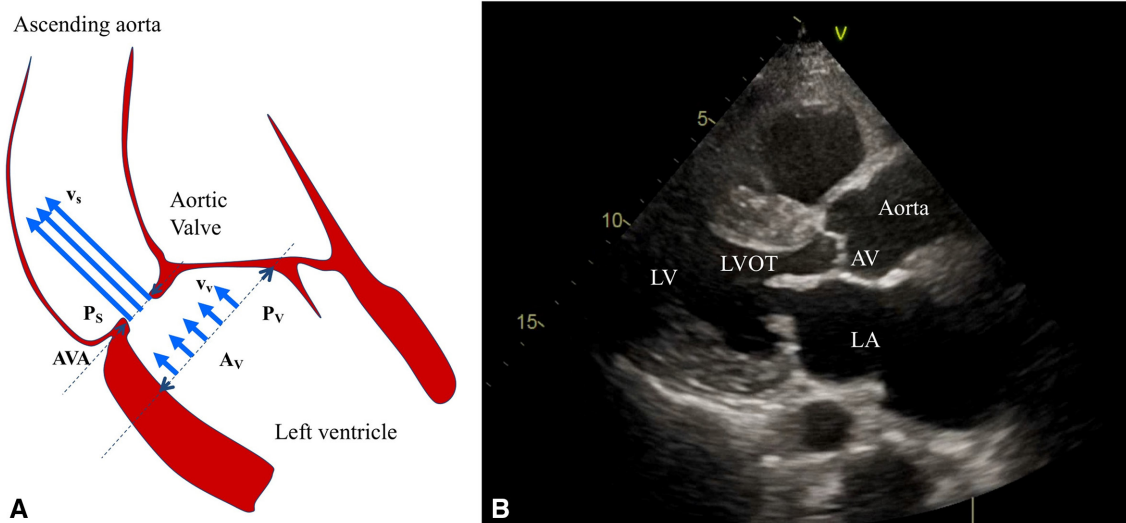 Ascending aorta
vs
Aortic
Valve
vV
PS
PV
AVA
AV
Left ventricle
A
V
5
10
15
Aorta
LVOT
AV
LV
LA
B